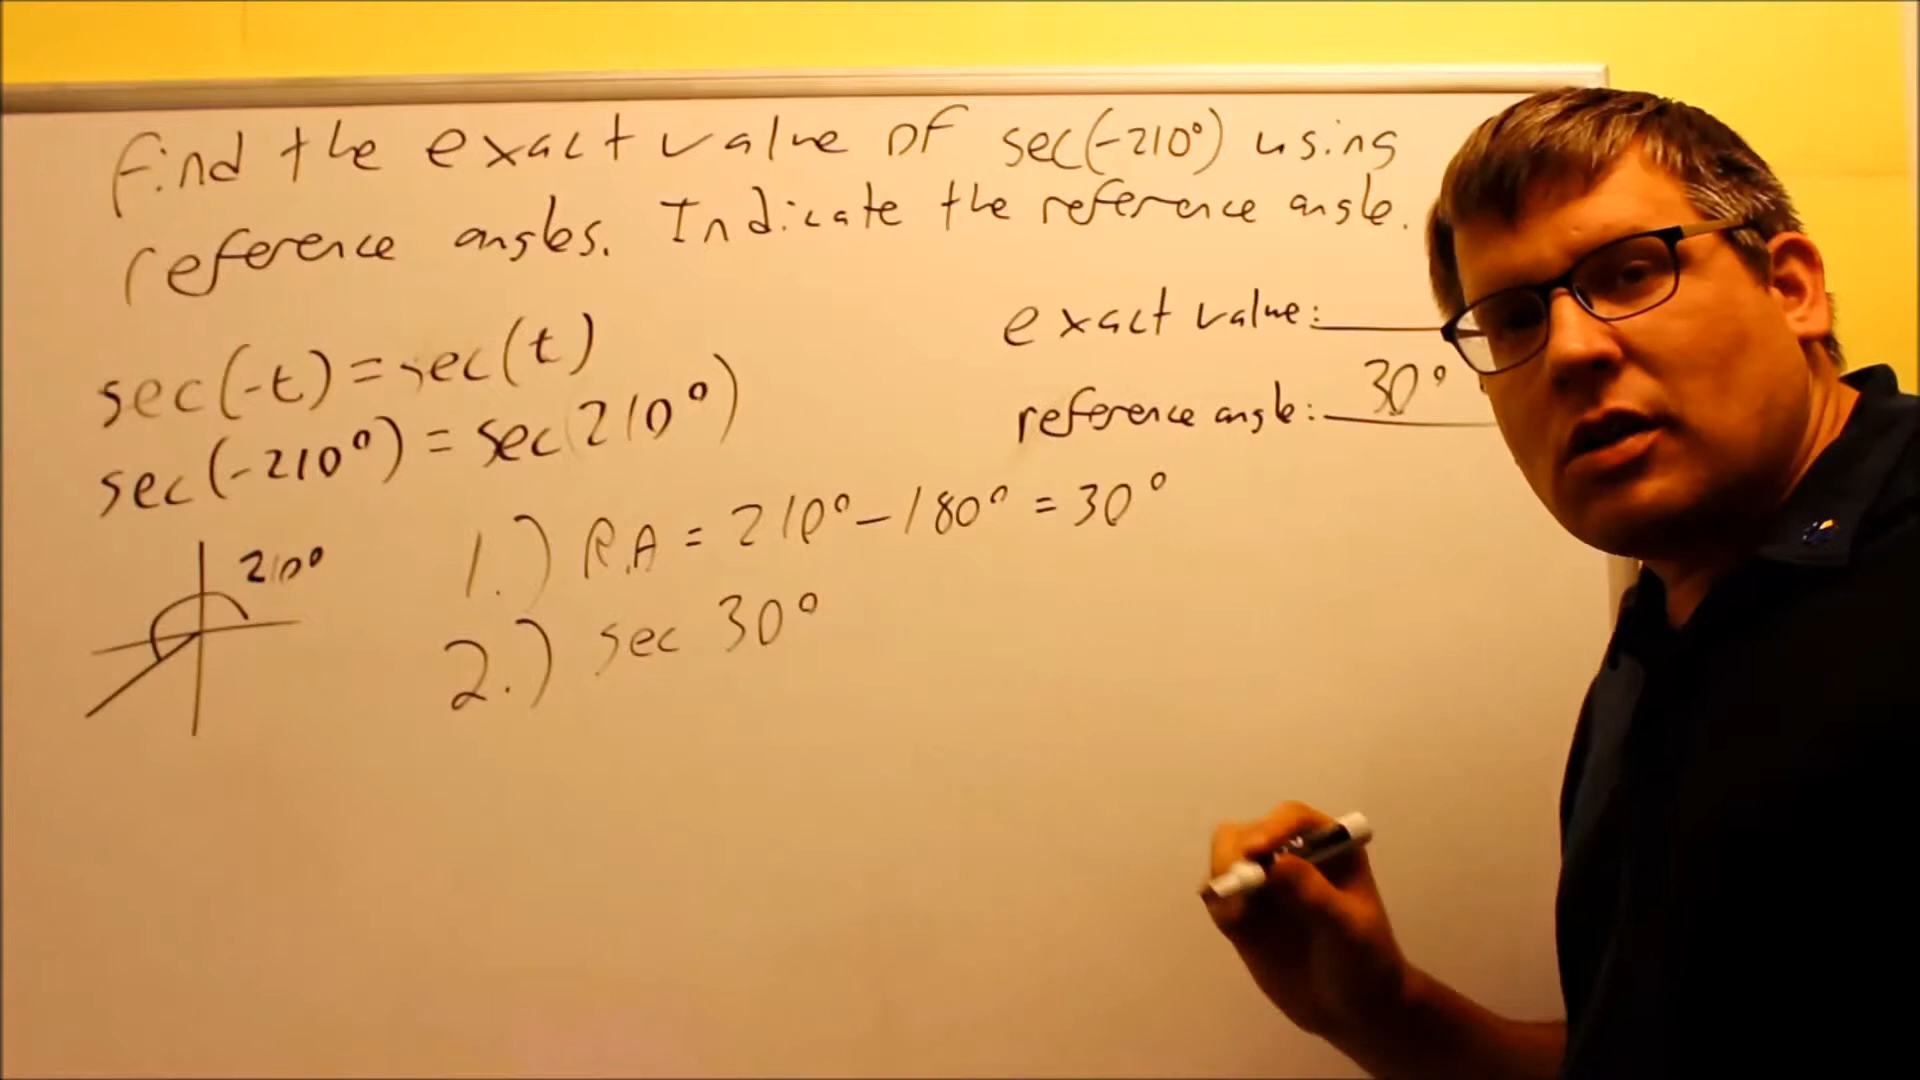 Find the exact value of sec(-210°) using
reference angles. Indicate the reference angle.
exact value:
reference angle: 30°
sec(-t) = sec(t)
sec(-210°) = sec(210°)
210°
1.) R.A = 210° - 180° = 30°
2.) sec 30°